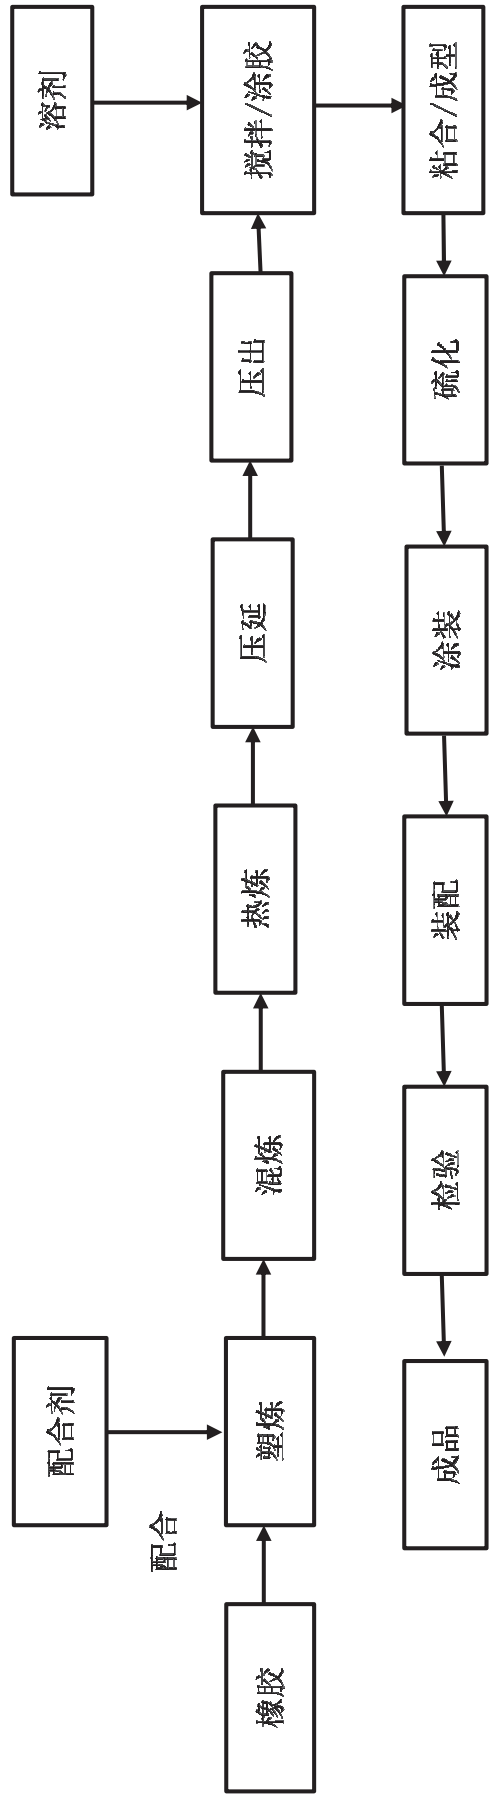 配合剂
溶剂
配合
橡胶
塑炼
混炼
热炼
压延
压出
搅拌/涂胶
粘合/成型
硫化
涂装
装配
检验
成品